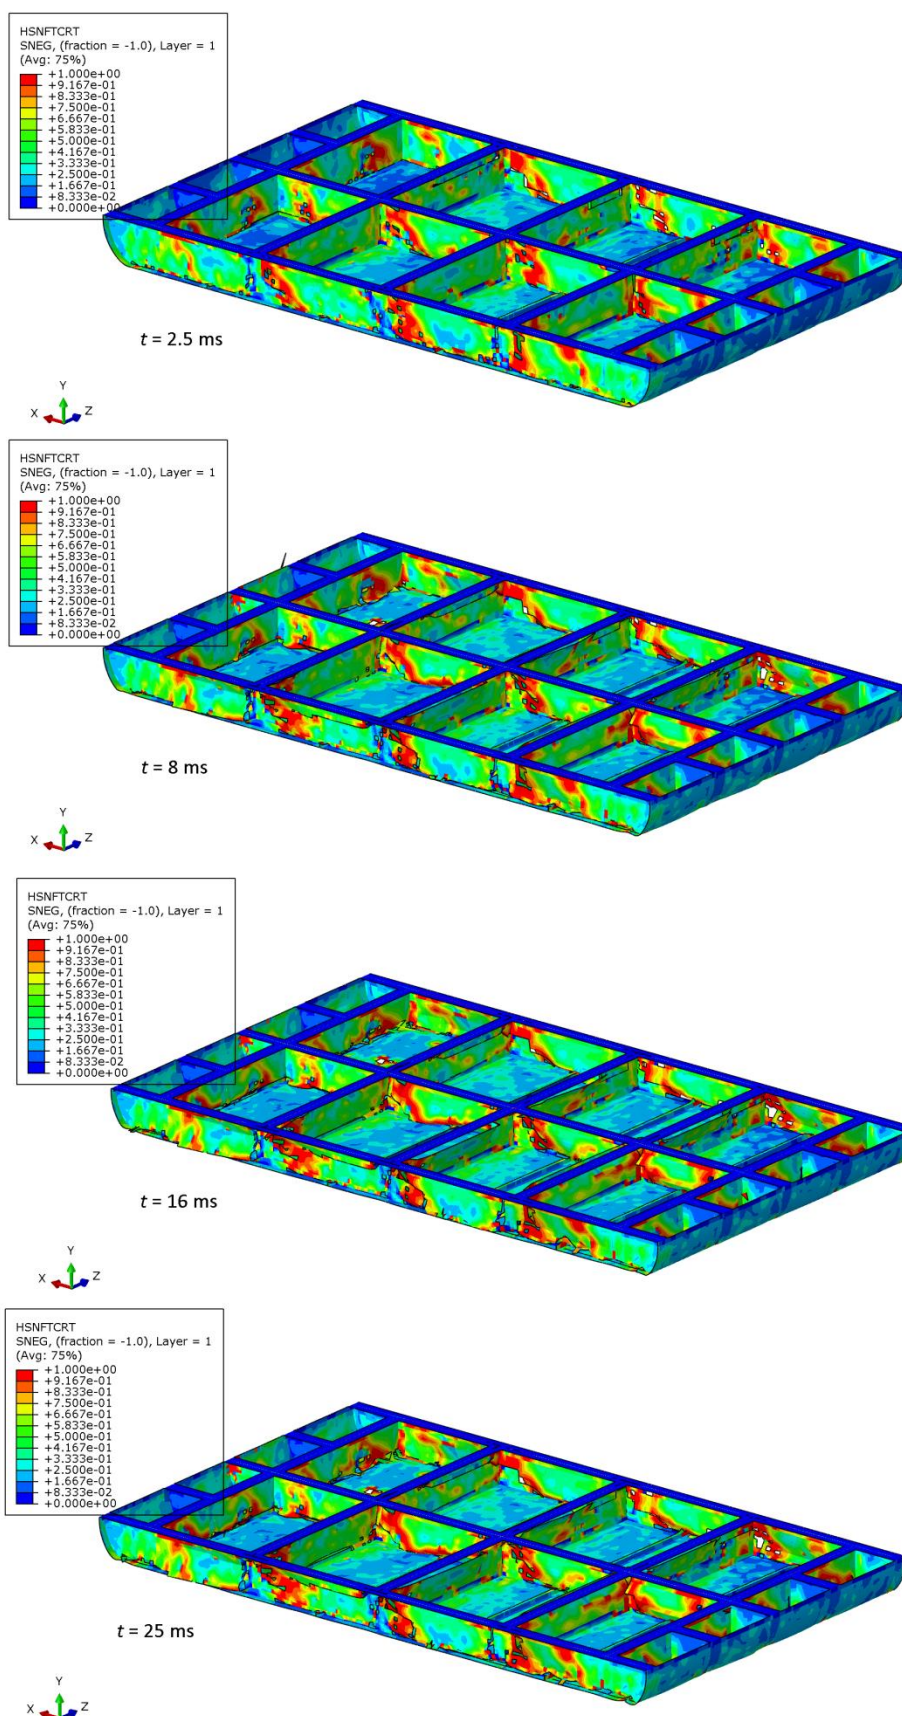 HSNFTCRT
SNEG, (fraction = -1.0), Layer = 1
(Avg: 75%)
+1.000e+00
+9.167e-01
+8.333e-01
+7.500e-01
+6.667e-01
+5.833e-01
+5.000e-01
+4.167e-01
+3.333e-01
+2.500e-01
+1.667e-01
+8.333e-02
+0.000e+00
t = 2.5 ms
Y
X Z
HSNFTCRT
SNEG, (fraction = -1.0), Layer = 1
(Avg: 75%)
+1.000e+00
+9.167e-01
+8.333e-01
+7.500e-01
+6.667e-01
+5.833e-01
+5.000e-01
+4.167e-01
+3.333e-01
+2.500e-01
+1.667e-01
+8.333e-02
+0.000e+00
t = 8 ms
Y
X Z
HSNFTCRT
SNEG, (fraction = -1.0), Layer = 1
(Avg: 75%)
+1.000e+00
+9.167e-01
+8.333e-01
+7.500e-01
+6.667e-01
+5.833e-01
+5.000e-01
+4.167e-01
+3.333e-01
+2.500e-01
+1.667e-01
+8.333e-02
+0.000e+00
t = 16 ms
Y
X Z
HSNFTCRT
SNEG, (fraction = -1.0), Layer = 1
(Avg: 75%)
+1.000e+00
+9.167e-01
+8.333e-01
+7.500e-01
+6.667e-01
+5.833e-01
+5.000e-01
+4.167e-01
+3.333e-01
+2.500e-01
+1.667e-01
+8.333e-02
+0.000e+00
t = 25 ms
Y
X Z